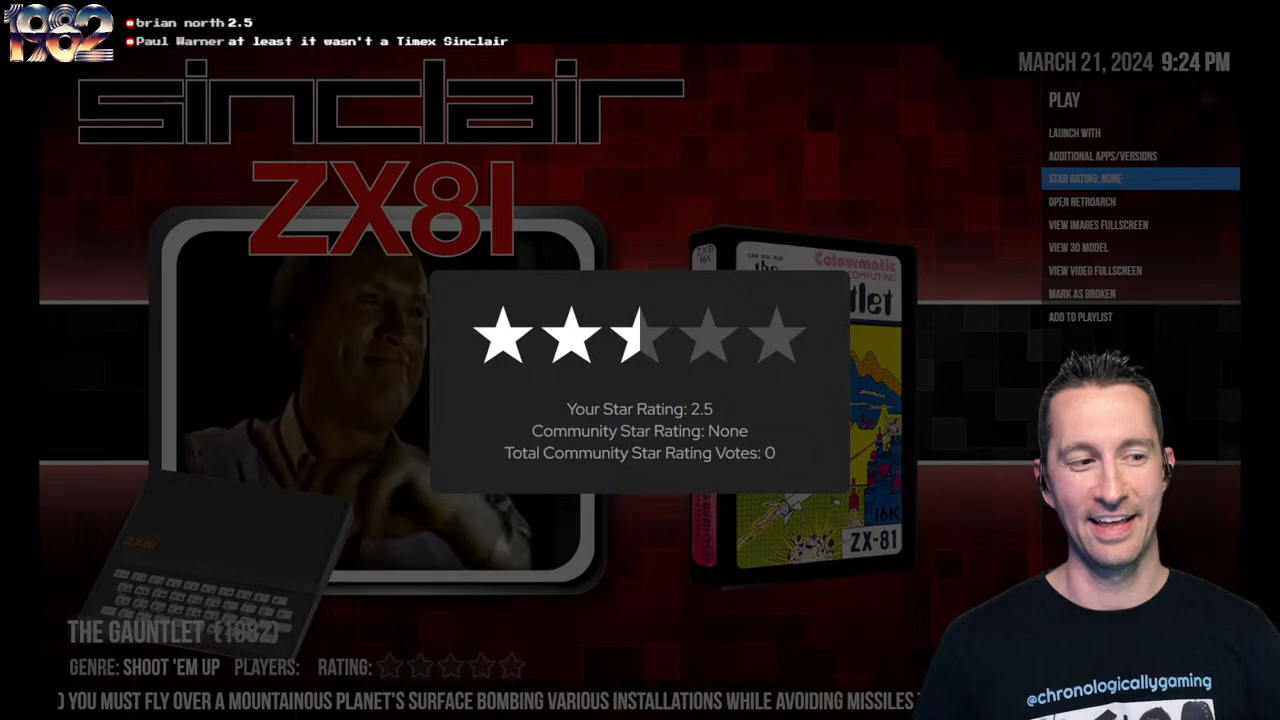 1982
brian north 2.5
Paul Warner at least it wasn't a Timex Sinclair
MARCH 21, 2024 9:24 PM
sinclair
ZX81
PLAY
LAUNCH WITH
ADDITIONAL APPS/VERSIONS
STAR RATING: NONE
OPEN RETROARCH
VIEW IMAGES FULLSCREEN
VIEW 3D MODEL
VIEW VIDEO FULLSCREEN
MARK AS BROKEN
ADD TO PLAYLIST
Colourmatic
COMPUTING
the
tlet
16K
ZX-81
Your Star Rating: 2.5
Community Star Rating: None
Total Community Star Rating Votes: 0
ZX81
THE GAUNTLET (1982)
GENRE: SHOOT 'EM UP PLAYERS: RATING:
O YOU MUST FLY OVER A MOUNTAINOUS PLANET'S SURFACE BOMBING VARIOUS INSTALLATIONS WHILE AVOIDING MISSILES
@chronologicallygaming